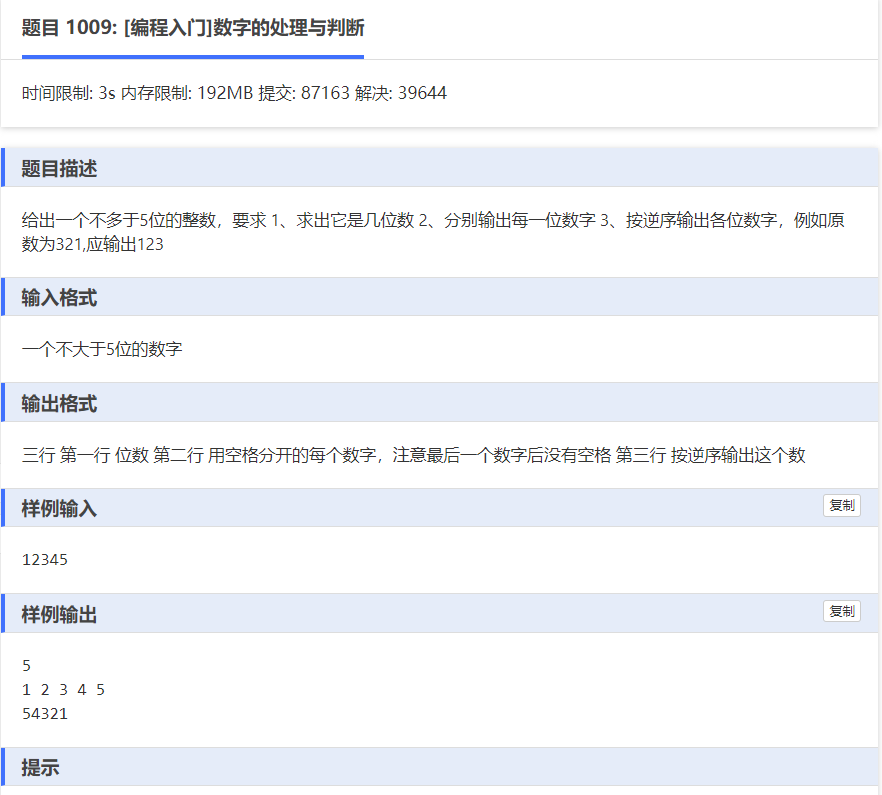 题目 1009: [编程入门]数字的处理与判断
时间限制: 3s 内存限制: 192MB 提交: 87163 解决: 39644
题目描述
给出一个不多于5位的整数，要求 1、求出它是几位数 2、分别输出每一位数字 3、按逆序输出各位数字，例如原
数为321,应输出123
输入格式
一个不大于5位的数字
输出格式
三行 第一行 位数 第二行 用空格分开的每个数字，注意最后一个数字后没有空格 第三行 按逆序输出这个数
样例输入
复制
12345
样例输出
复制
5
1 2 3 4 5
54321
提示